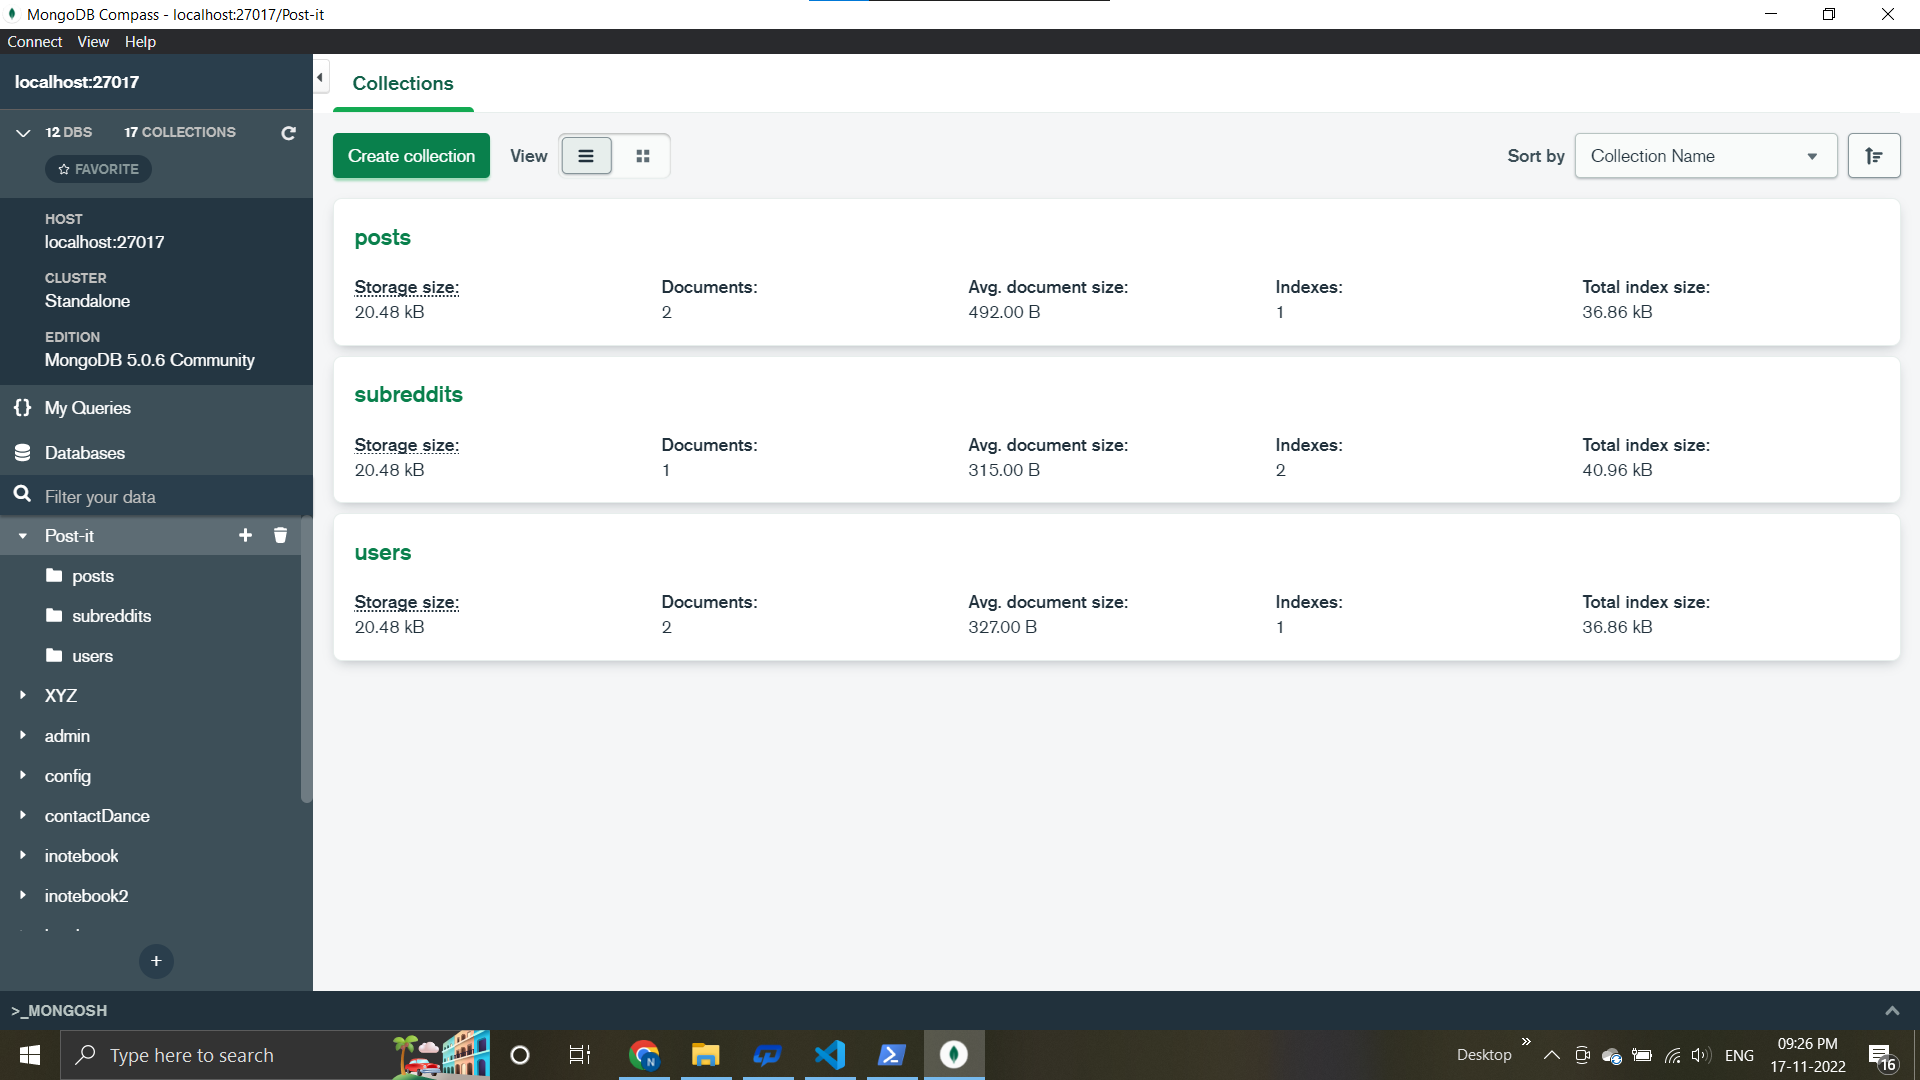 MongoDB Compass - localhost:27017/Post-it
Connect View Help
localhost:27017
12 DBS 17 COLLECTIONS
FAVORITE
HOST
localhost:27017
CLUSTER
Standalone
EDITION
MongoDB 5.0.6 Community
{} My Queries
Databases
Filter your data
Post-it
posts
subreddits
users
XYZ
admin
config
contactDance
inotebook
inotebook2
Collections
Create collection View Sort by Collection Name
posts
Storage size: Documents: Avg. document size: Indexes: Total index size:
20.48 kB 2 492.00 B 1 36.86 kB
subreddits
Storage size: Documents: Avg. document size: Indexes: Total index size:
20.48 kB 1 315.00 B 2 40.96 kB
users
Storage size: Documents: Avg. document size: Indexes: Total index size:
20.48 kB 2 327.00 B 1 36.86 kB
>_MONGOSH
Type here to search
N
Desktop
ENG
09:26 PM
17-11-2022
16